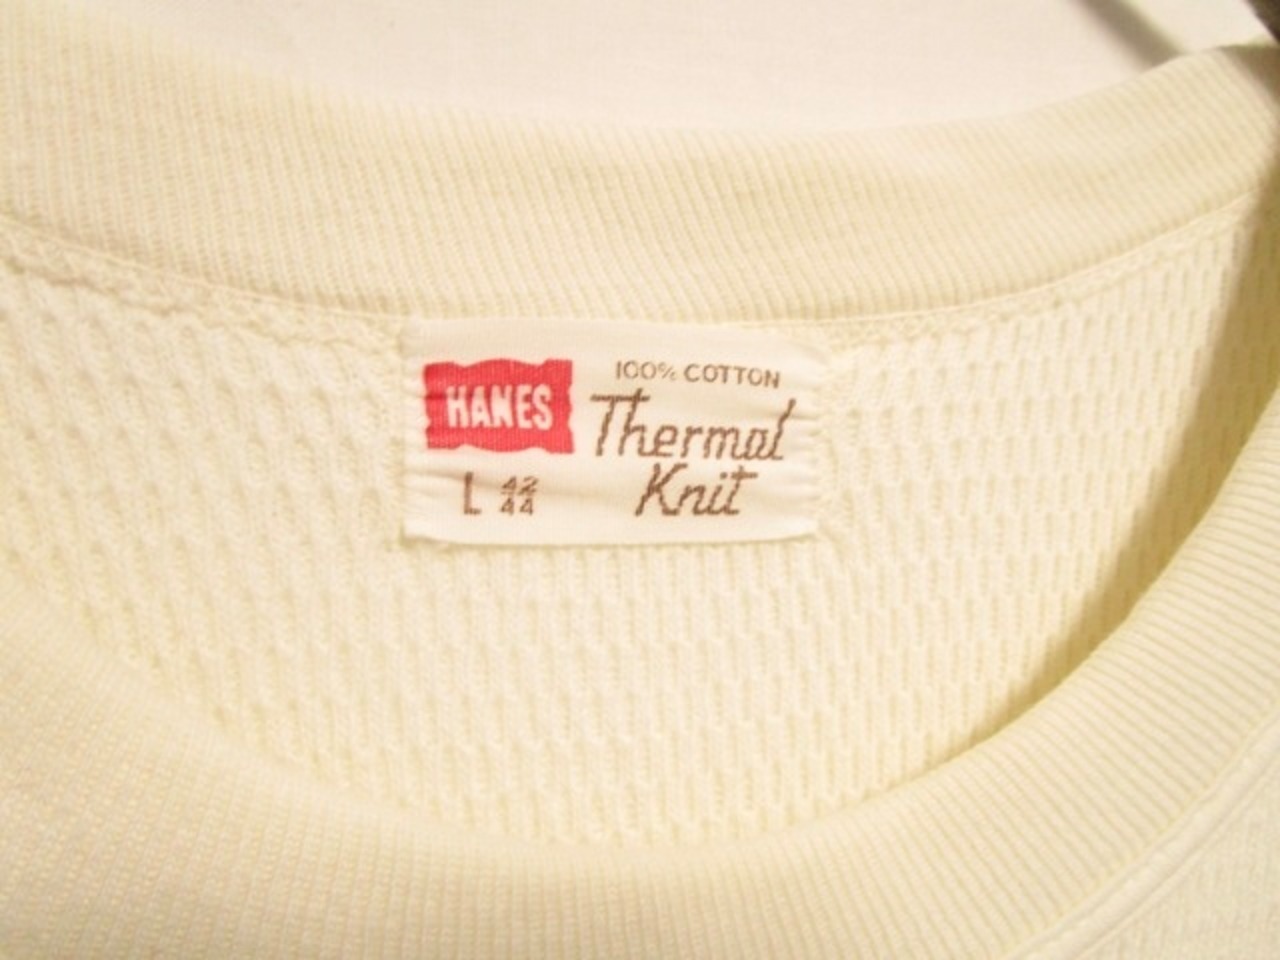 HANES
L 42
44
100% COTTON
Thermal
Knit